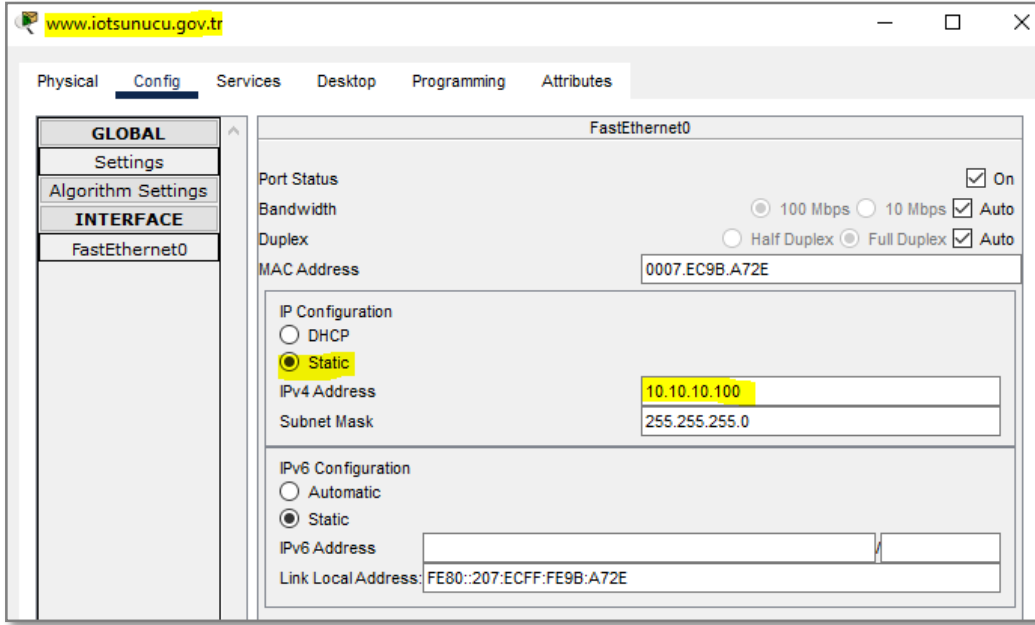 www.iotsunucu.gov.tr
Physical Config Services Desktop Programming Attributes
GLOBAL
Settings
Algorithm Settings
INTERFACE
FastEthernet0
FastEthernet0
Port Status On
Bandwidth 100 Mbps 10 Mbps Auto
Duplex Half Duplex Full Duplex Auto
MAC Address 0007.EC9B.A72E
IP Configuration
DHCP
Static
IPv4 Address 10.10.10.100
Subnet Mask 255.255.255.0
IPv6 Configuration
Automatic
Static
IPv6 Address /
Link Local Address: FE80::207:ECFF:FE9B:A72E